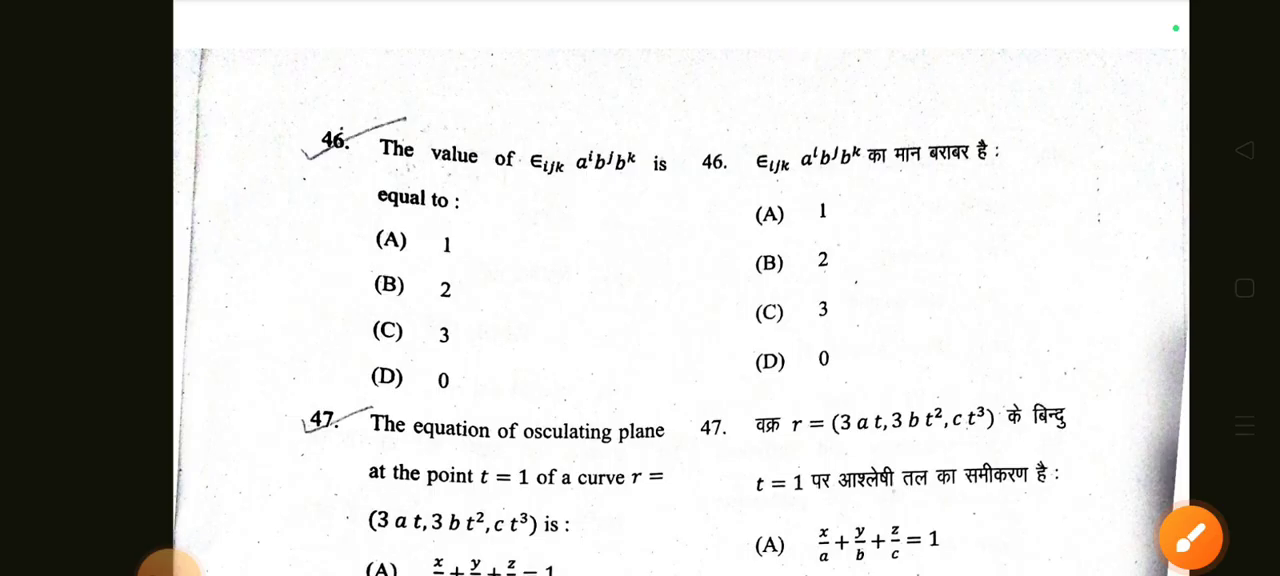 46. The value of ∈ijk aⁱbʲbᵏ is
equal to :
(A) 1
(B) 2
(C) 3
(D) 0
47. The equation of osculating plane
at the point t = 1 of a curve r =
(3 a t, 3 b t², c t³) is :
(A) x/a + y/b + z/c = 1
46. ∈ijk aⁱbʲbᵏ का मान बराबर है :
(A) 1
(B) 2
(C) 3
(D) 0
47. वक्र r = (3 a t, 3 b t², c t³) के बिन्दु
t = 1 पर आश्लेषी तल का समीकरण है :
(A) x/a + y/b + z/c = 1